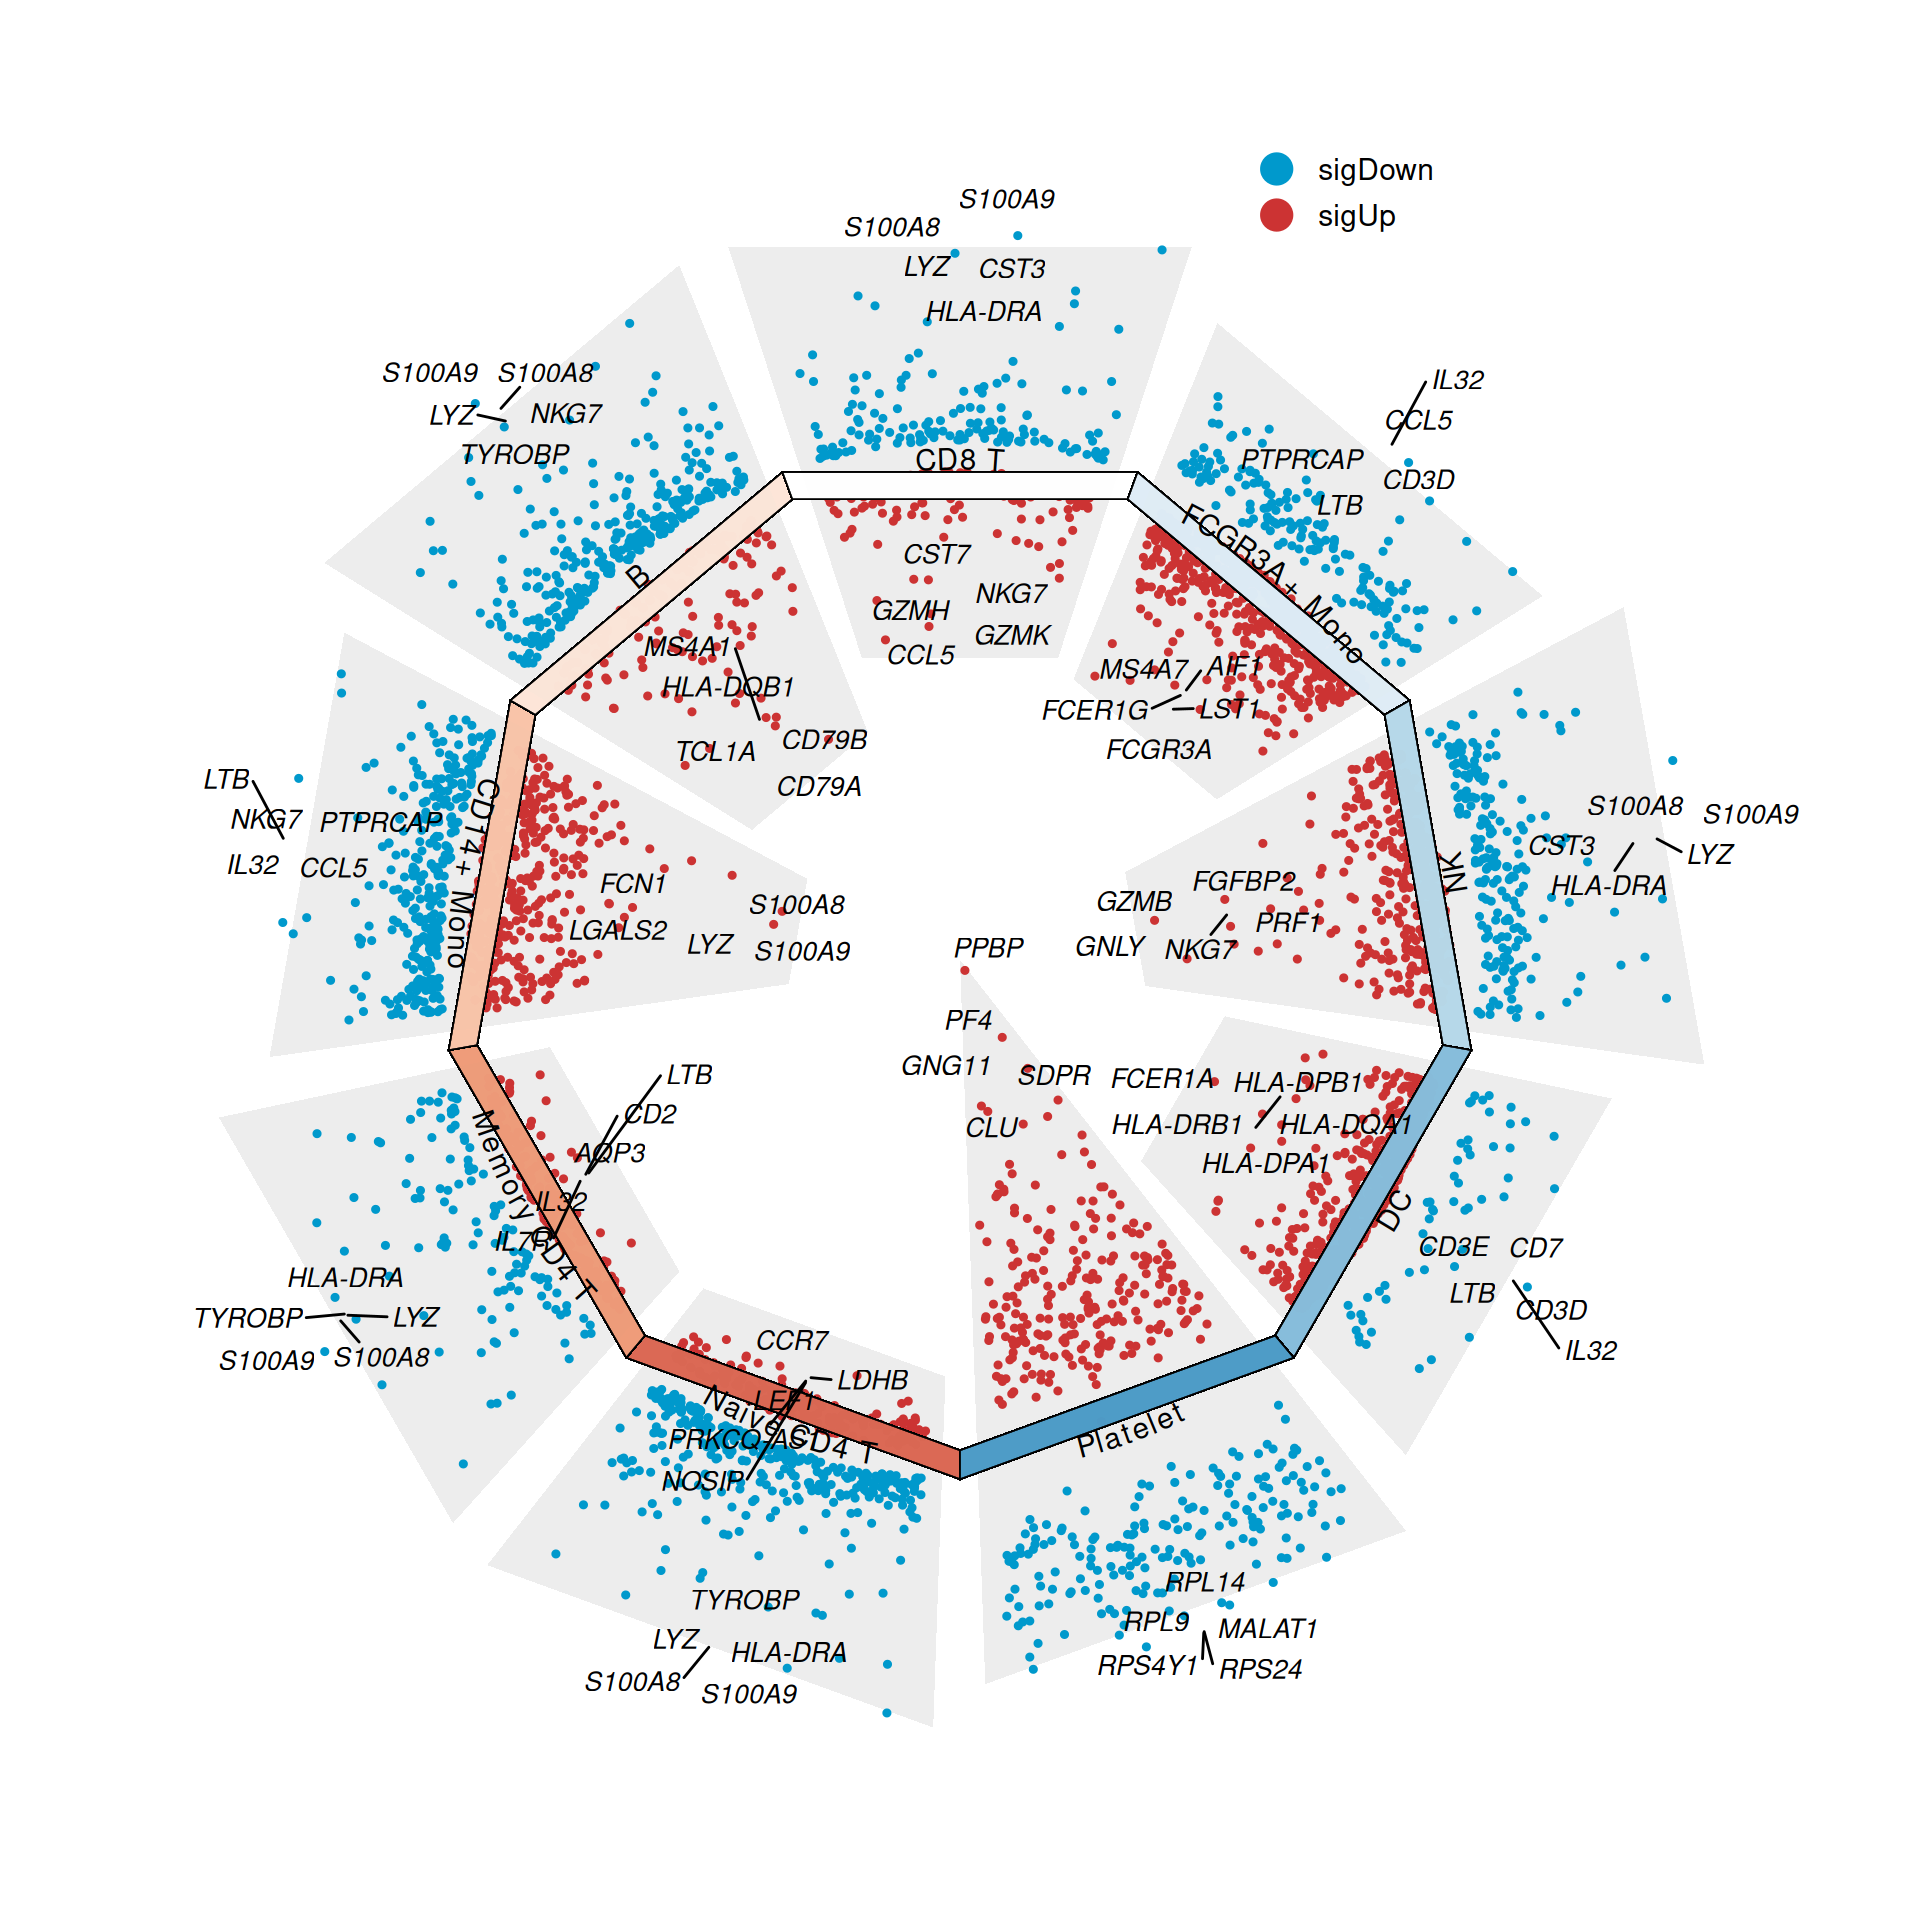 sigDown
sigUp
S100A9
S100A8
LYZ
CST3
HLA-DRA
CD8 T
CST7
NKG7
GZMH
GZMK
CCL5
IL32
CCL5
PTPRCAP
CD3D
LTB
FCGR3A+ Mono
MS4A7
AIF1
FCER1G
LST1
FCGR3A
S100A8
S100A9
CST3
LYZ
HLA-DRA
NK
FGFBP2
GZMB
PRF1
GNLY
NKG7
FCER1A
HLA-DPB1
HLA-DRB1
HLA-DQA1
HLA-DPA1
DC
CD3E
CD7
LTB
CD3D
IL32
PPBP
PF4
GNG11
SDPR
CLU
Platelet
RPL14
RPL9
MALAT1
RPS4Y1
RPS24
CCR7
LDHB
LEF1
Naive CD4 T
PRKCQ-AS1
NOSIP
TYROBP
LYZ
HLA-DRA
S100A8
S100A9
LTB
CD2
AQP3
IL32
IL7R
Memory CD4 T
HLA-DRA
TYROBP
LYZ
S100A9
S100A8
LTB
NKG7
PTPRCAP
IL32
CCL5
CD14+ Mono
FCN1
S100A8
LGALS2
LYZ
S100A9
S100A9
S100A8
LYZ
NKG7
TYROBP
B
MS4A1
HLA-DQB1
TCL1A
CD79B
CD79A